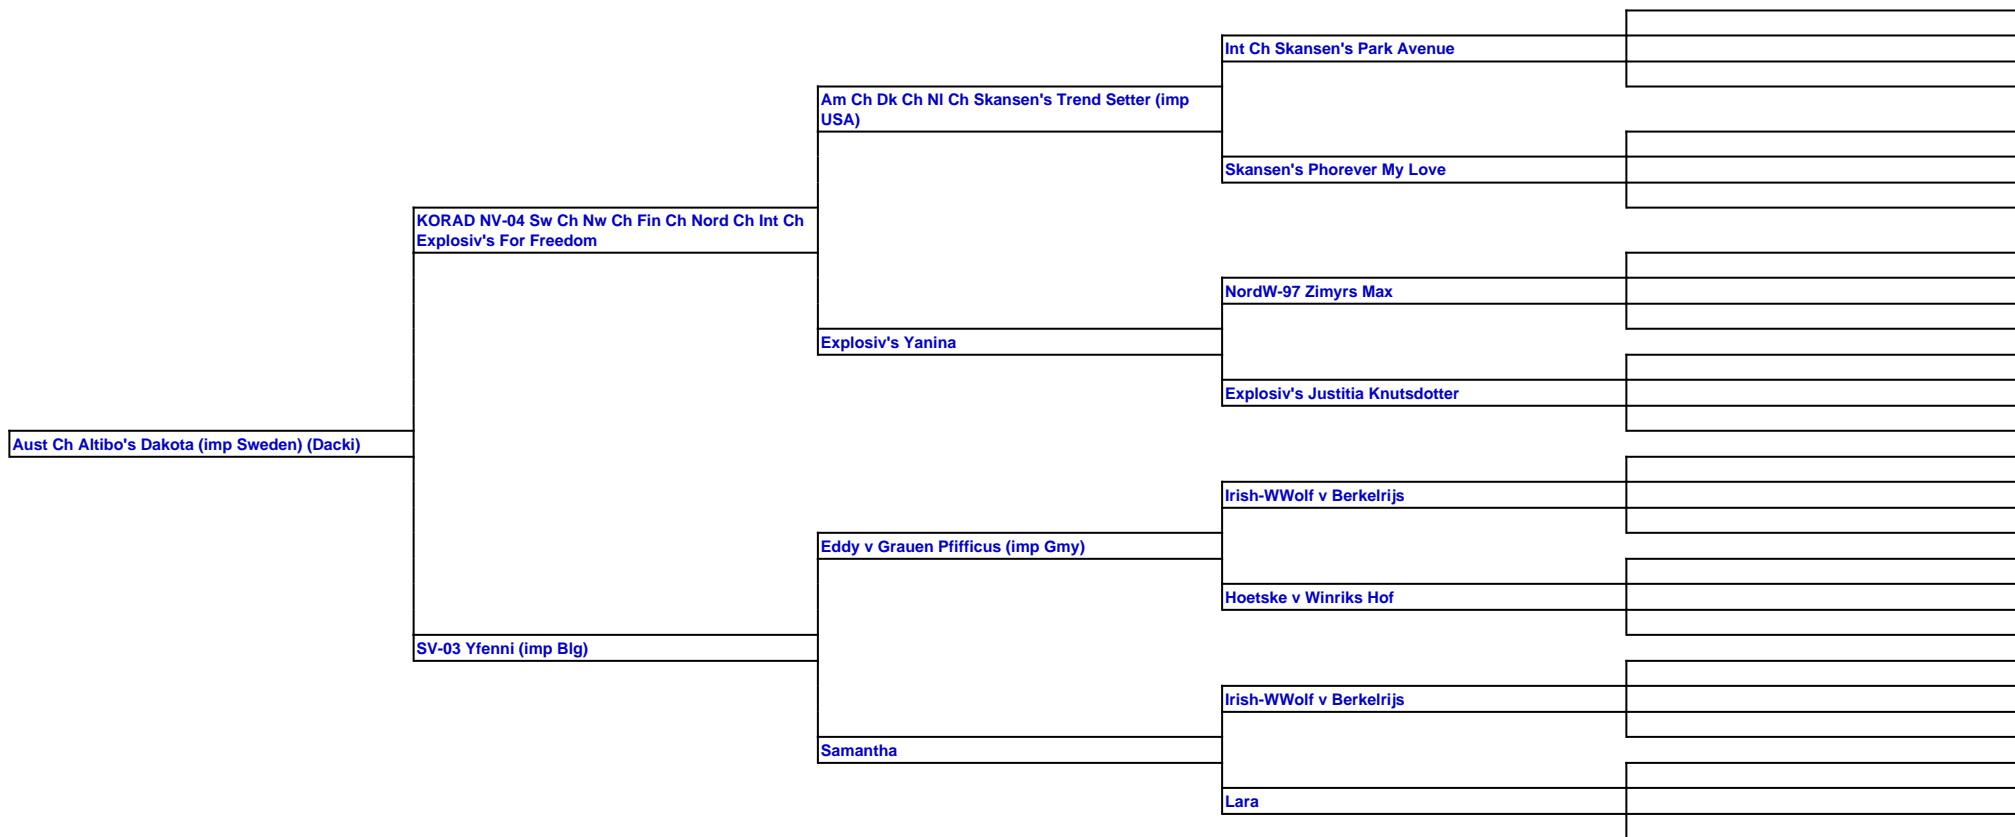 Int Ch Skansen's Park Avenue
Am Ch Dk Ch Nl Ch Skansen's Trend Setter (imp
USA)
Skansen's Phorever My Love
KORAD NV-04 Sw Ch Nw Ch Fin Ch Nord Ch Int Ch
Explosiv's For Freedom
NordW-97 Zimyrs Max
Explosiv's Yanina
Explosiv's Justitia Knutsdotter
Aust Ch Altibo's Dakota (imp Sweden) (Dacki)
Irish-WWolf v Berkelrijs
Eddy v Grauen Pfifficus (imp Gmy)
Hoetske v Winriks Hof
SV-03 Yfenni (imp Blg)
Irish-WWolf v Berkelrijs
Samantha
Lara